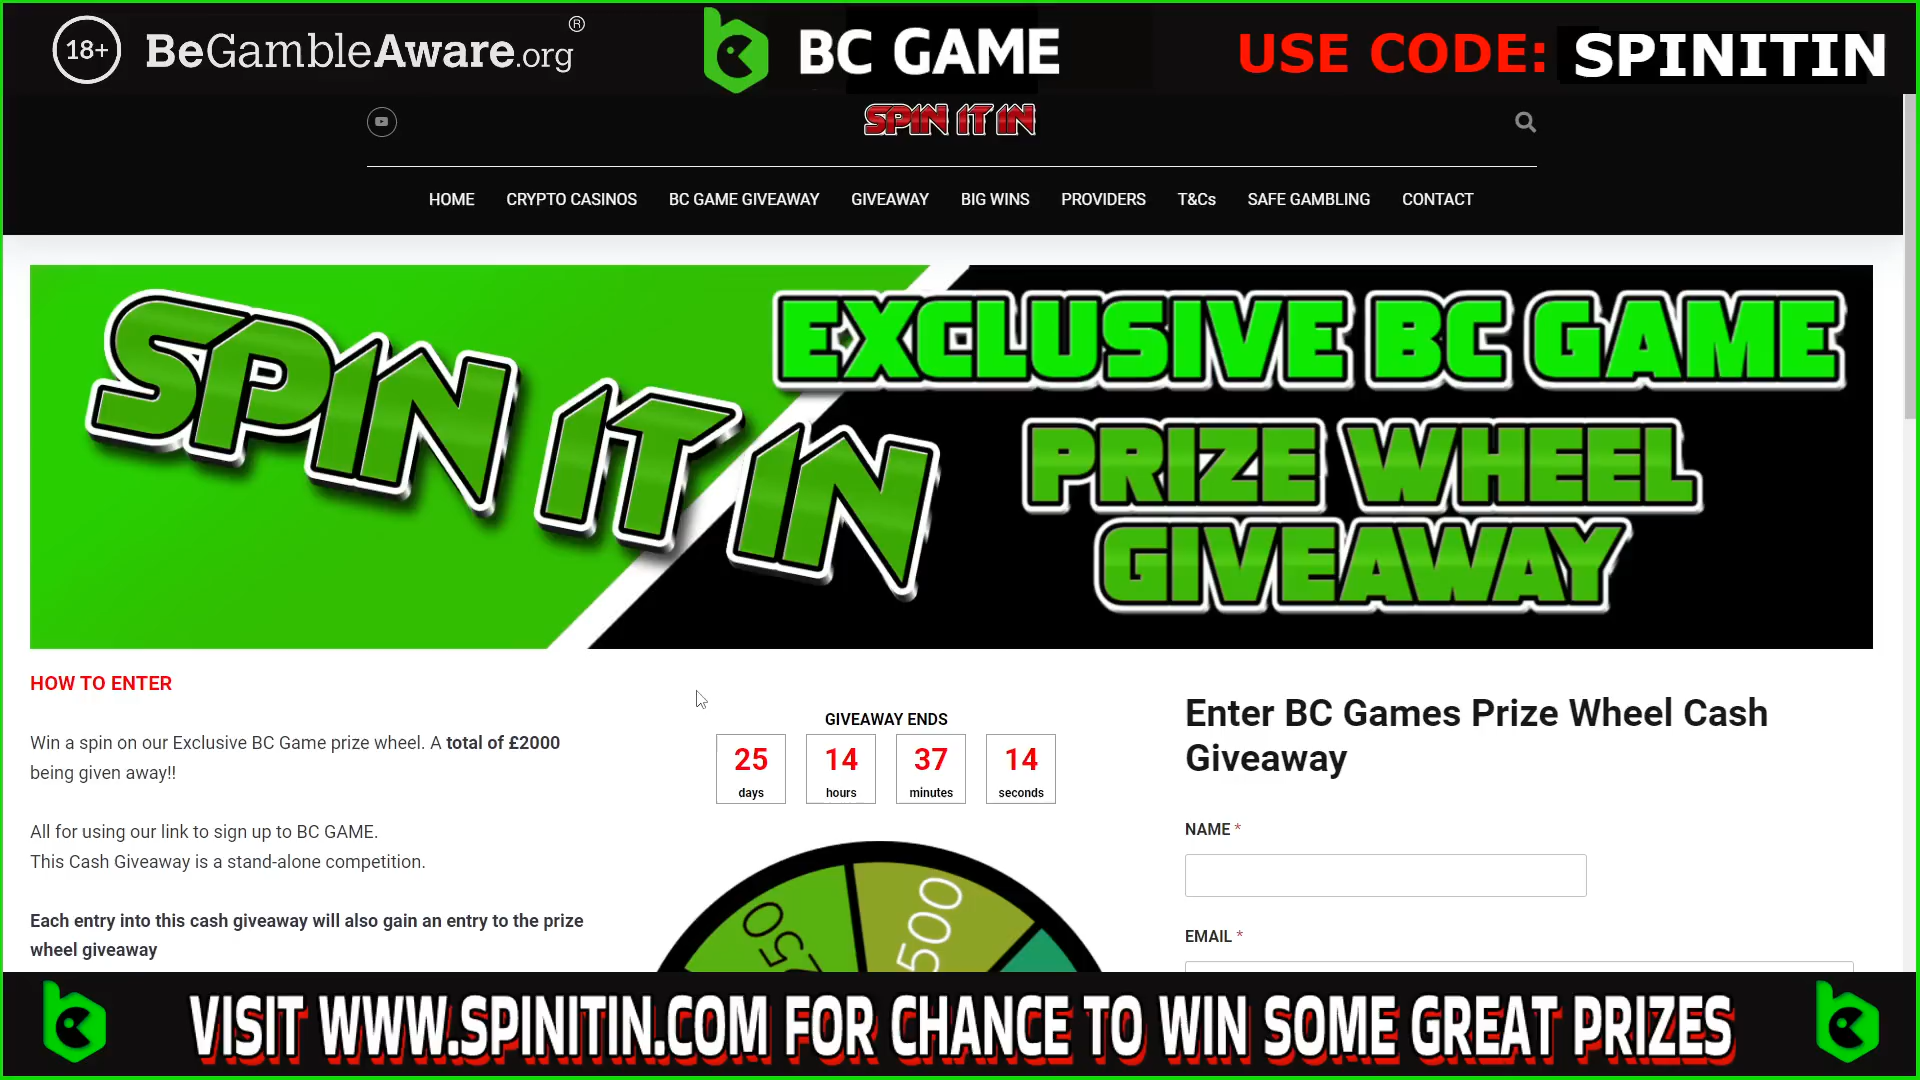 18+ BeGambleAware.org®
BC GAME
USE CODE: SPINITIN
SPIN IT IN
HOME CRYPTO CASINOS BC GAME GIVEAWAY GIVEAWAY BIG WINS PROVIDERS T&Cs SAFE GAMBLING CONTACT
SPIN IT IN
EXCLUSIVE BC GAME
PRIZE WHEEL
GIVEAWAY
HOW TO ENTER
Win a spin on our Exclusive BC Game prize wheel. A total of £2000
being given away!!
All for using our link to sign up to BC GAME.
This Cash Giveaway is a stand-alone competition.
Each entry into this cash giveaway will also gain an entry to the prize
wheel giveaway
GIVEAWAY ENDS
25 14 37 14
days hours minutes seconds
500
Enter BC Games Prize Wheel Cash
Giveaway
NAME *
EMAIL *
VISIT WWW.SPINITIN.COM FOR CHANCE TO WIN SOME GREAT PRIZES